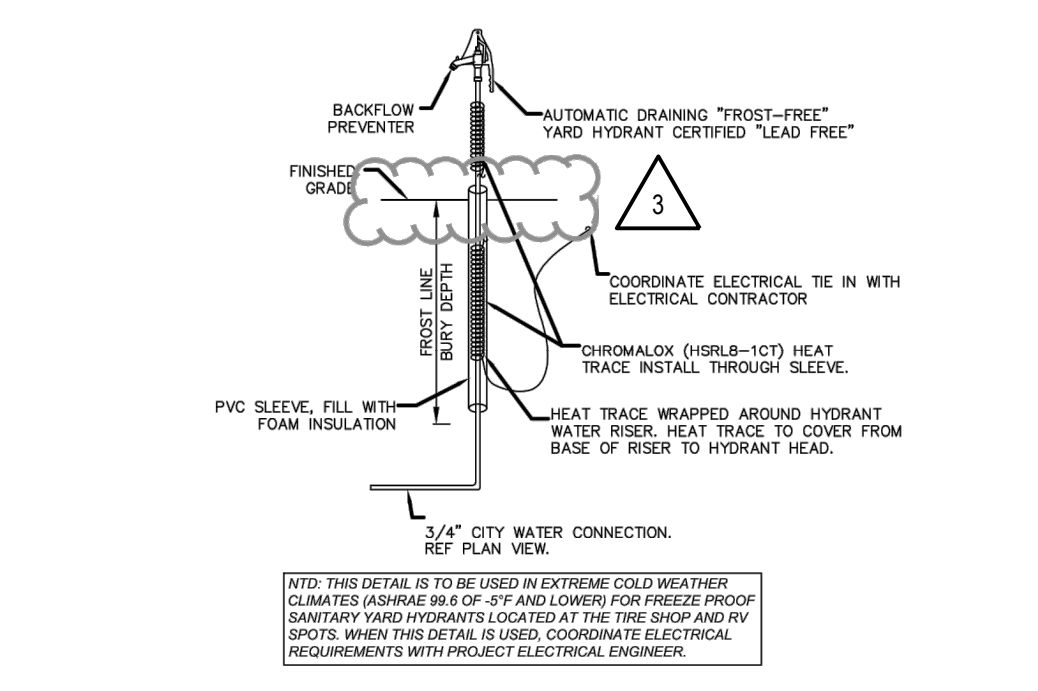 BACKFLOW
PREVENTER
AUTOMATIC DRAINING "FROST-FREE"
YARD HYDRANT CERTIFIED "LEAD FREE"
FINISHED
GRADE
3
COORDINATE ELECTRICAL TIE IN WITH
ELECTRICAL CONTRACTOR
FROST LINE
BURY DEPTH
CHROMALOX (HSRL8-1CT) HEAT
TRACE INSTALL THROUGH SLEEVE.
PVC SLEEVE, FILL WITH
FOAM INSULATION
HEAT TRACE WRAPPED AROUND HYDRANT
WATER RISER. HEAT TRACE TO COVER FROM
BASE OF RISER TO HYDRANT HEAD.
3/4" CITY WATER CONNECTION.
REF PLAN VIEW.
NTD: THIS DETAIL IS TO BE USED IN EXTREME COLD WEATHER
CLIMATES (ASHRAE 99.6 OF -5°F AND LOWER) FOR FREEZE PROOF
SANITARY YARD HYDRANTS LOCATED AT THE TIRE SHOP AND RV
SPOTS. WHEN THIS DETAIL IS USED, COORDINATE ELECTRICAL
REQUIREMENTS WITH PROJECT ELECTRICAL ENGINEER.